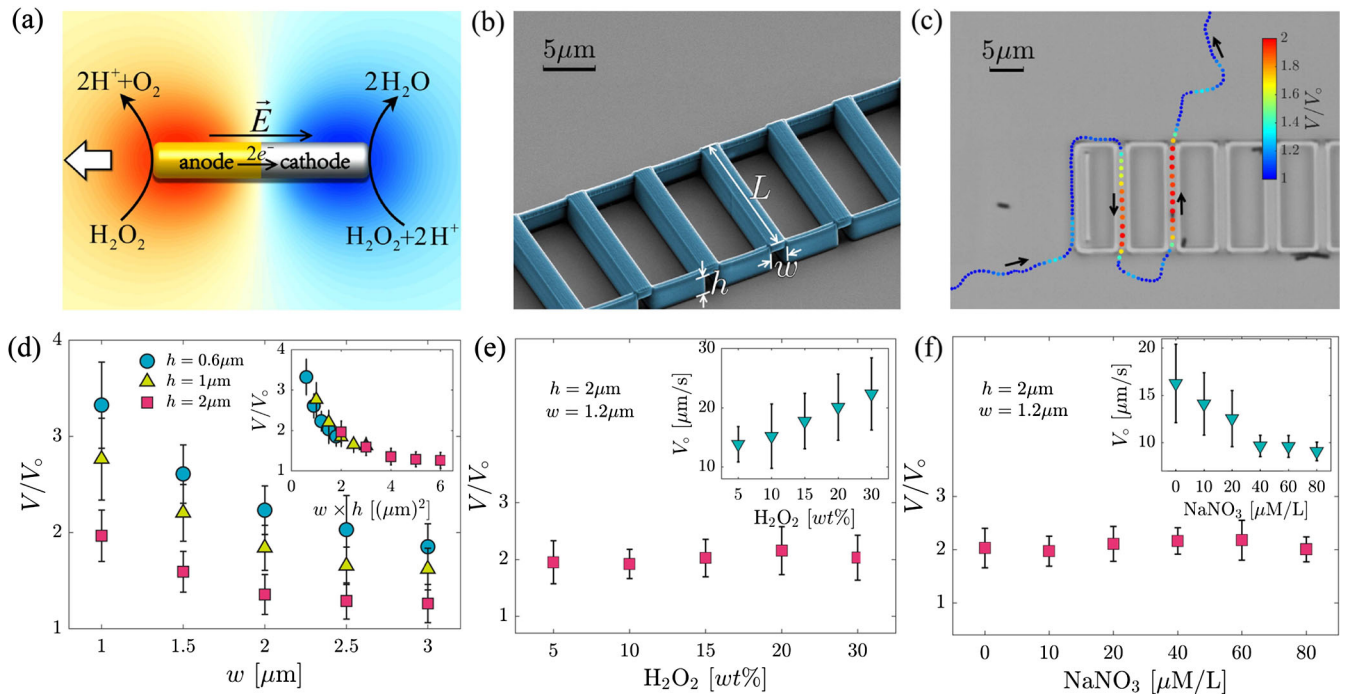 (a)
2H⁺+O₂
2H₂O
E⃗
anode
2e⁻
cathode
H₂O₂
H₂O₂+2H⁺
(b)
5μm
L
w
h
(c)
5μm
2
1.8
1.6
1.4
1.2
1
V/V∘
(d)
4
3
2
1
V/V∘
h = 0.6μm
h = 1μm
h = 2μm
4
3
2
1
V/V∘
0 2 4 6
w × h [(μm)²]
1 1.5 2 2.5 3
w [μm]
(e)
h = 2μm
w = 1.2μm
3
2
1
V/V∘
30
20
10
V∘ [μm/s]
5 10 15 20 30
H₂O₂ [wt%]
5 10 15 20 30
H₂O₂ [wt%]
(f)
h = 2μm
w = 1.2μm
3
2
1
V/V∘
20
15
10
V∘ [μm/s]
0 10 20 40 60 80
NaNO₃ [μM/L]
0 10 20 40 60 80
NaNO₃ [μM/L]